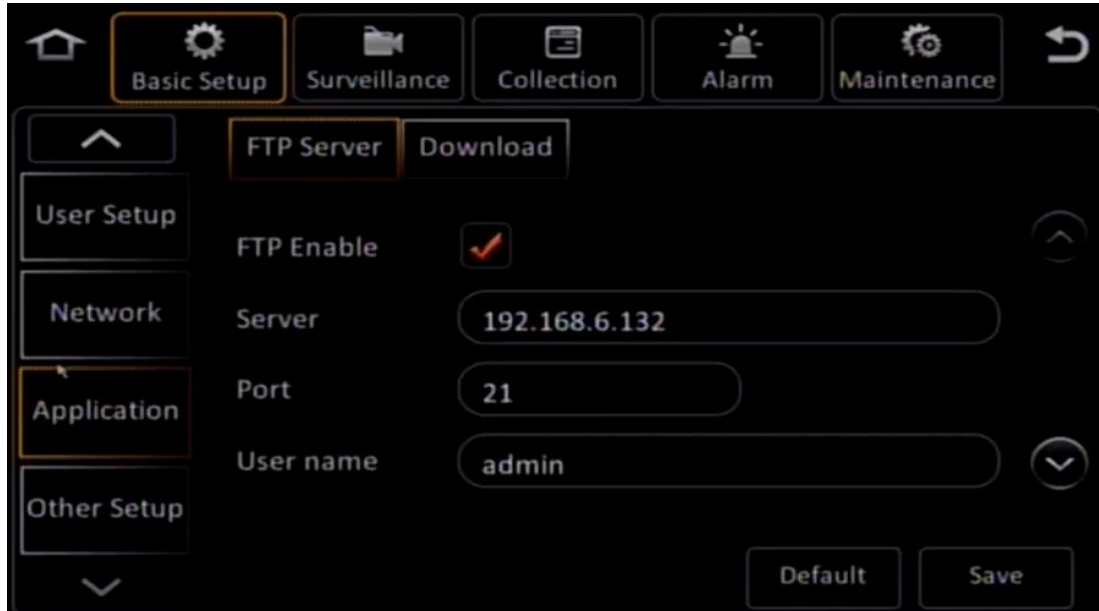 Basic Setup
Surveillance
Collection
Alarm
Maintenance
FTP Server
Download
User Setup
Network
Application
Other Setup
FTP Enable
Server
192.168.6.132
Port
21
User name
admin
Default
Save